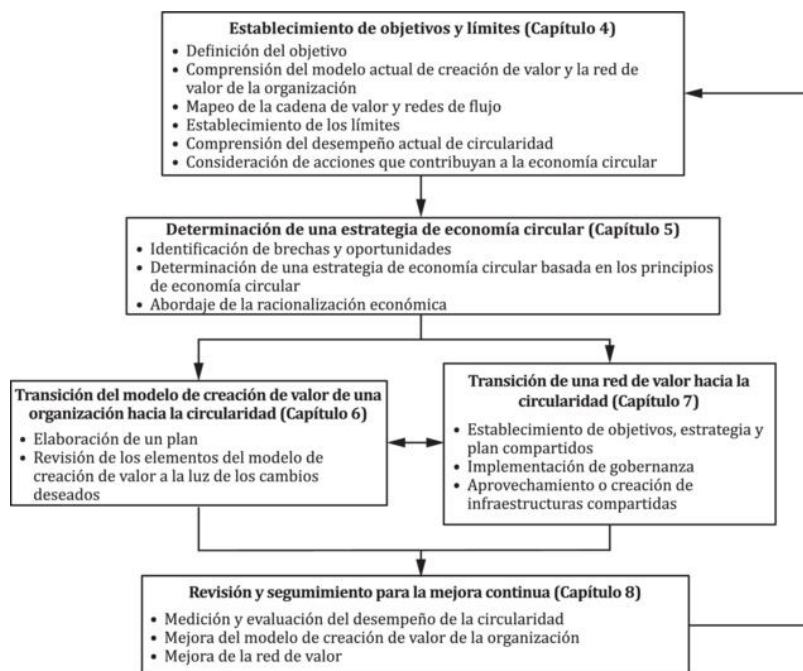 Establecimiento de objetivos y límites (Capítulo 4)
• Definición del objetivo
• Comprensión del modelo actual de creación de valor y la red de
valor de la organización
• Mapeo de la cadena de valor y redes de flujo
• Establecimiento de los límites
• Comprensión del desempeño actual de circularidad
• Consideración de acciones que contribuyan a la economía circular
Determinación de una estrategia de economía circular (Capítulo 5)
• Identificación de brechas y oportunidades
• Determinación de una estrategia de economía circular basada en los principios
de economía circular
• Abordaje de la racionalización económica
Transición del modelo de creación de valor de una
organización hacia la circularidad (Capítulo 6)
• Elaboración de un plan
• Revisión de los elementos del modelo de
creación de valor a la luz de los cambios
deseados
Transición de una red de valor hacia la
circularidad (Capítulo 7)
• Establecimiento de objetivos, estrategia y
plan compartidos
• Implementación de gobernanza
• Aprovechamiento o creación de
infraestructuras compartidas
Revisión y segumimiento para la mejora continua (Capítulo 8)
• Medición y evaluación del desempeño de la circularidad
• Mejora del modelo de creación de valor de la organización
• Mejora de la red de valor